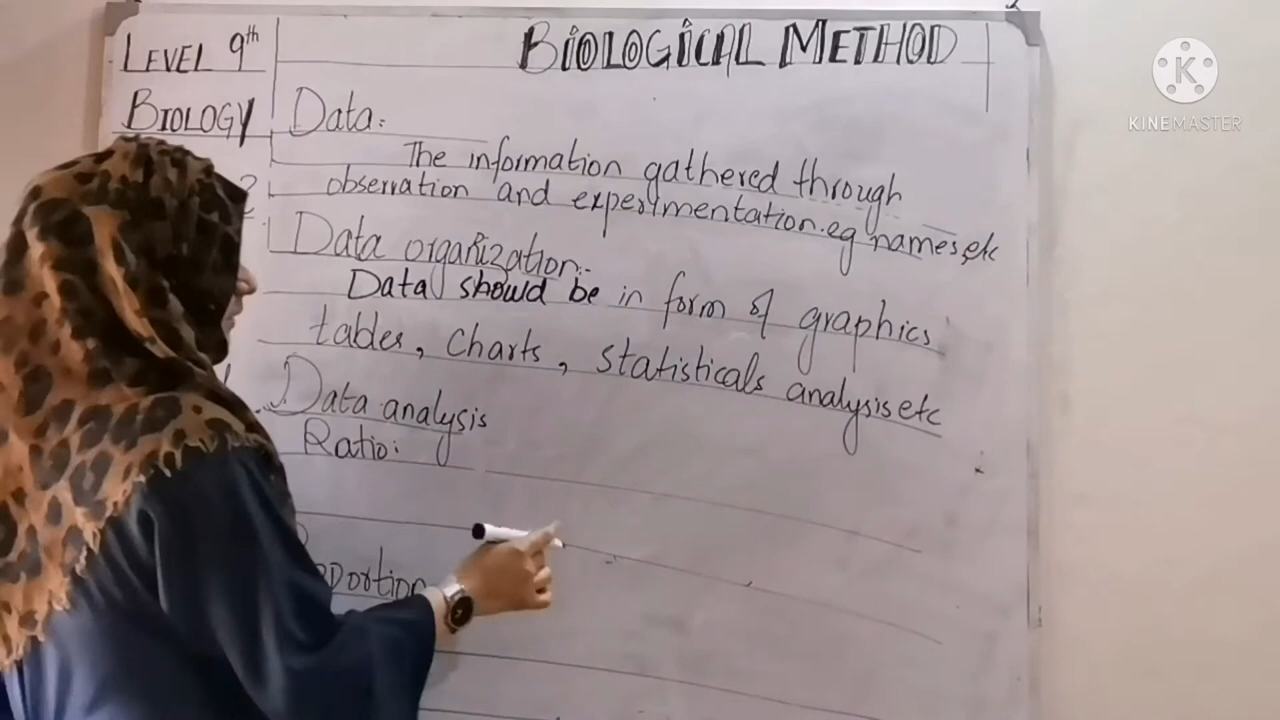 LEVEL 9th
BIOLOGICAL METHOD
BIOLOGY
Data:
The information gathered through
observation and experimentation. eg names, etc
Data organization:-
Data should be in form of graphics
tables, charts, statisticals analysis etc
Data analysis
Ratio:
KINEMASTER